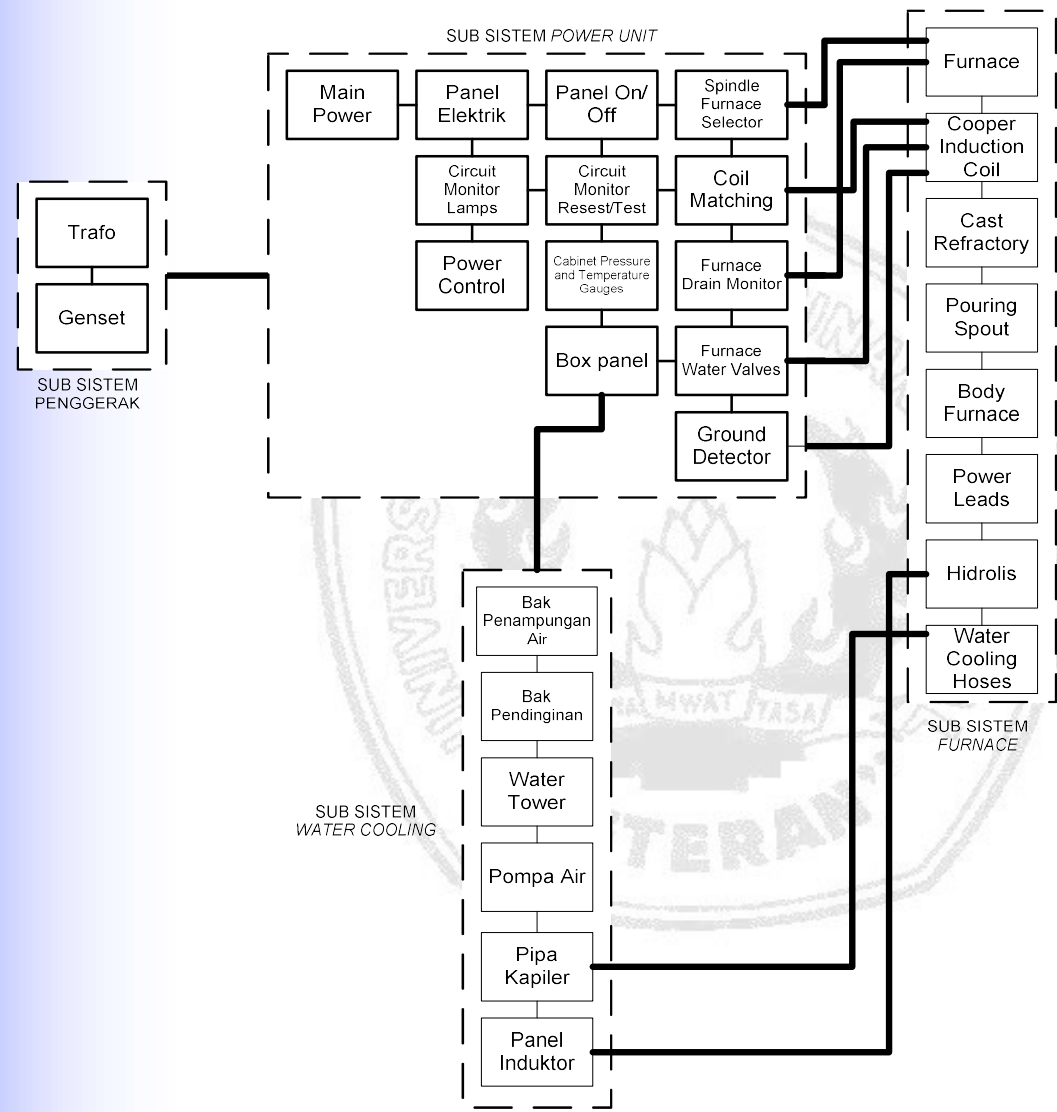 SUB SISTEM POWER UNIT
Main
Power
Panel
Elektrik
Panel On/
Off
Spindle
Furnace
Selector
Circuit
Monitor
Lamps
Circuit
Monitor
Resest/Test
Coil
Matching
Power
Control
Cabinet Pressure
and Temperature
Gauges
Furnace
Drain Monitor
Box panel
Furnace
Water Valves
Ground
Detector
Trafo
Genset
SUB SISTEM
PENGGERAK
Furnace
Cooper
Induction
Coil
Cast
Refractory
Pouring
Spout
Body
Furnace
Power
Leads
Hidrolis
Water
Cooling
Hoses
SUB SISTEM
FURNACE
Bak
Penampungan
Air
Bak
Pendinginan
Water
Tower
Pompa Air
Pipa
Kapiler
Panel
Induktor
SUB SISTEM
WATER COOLING